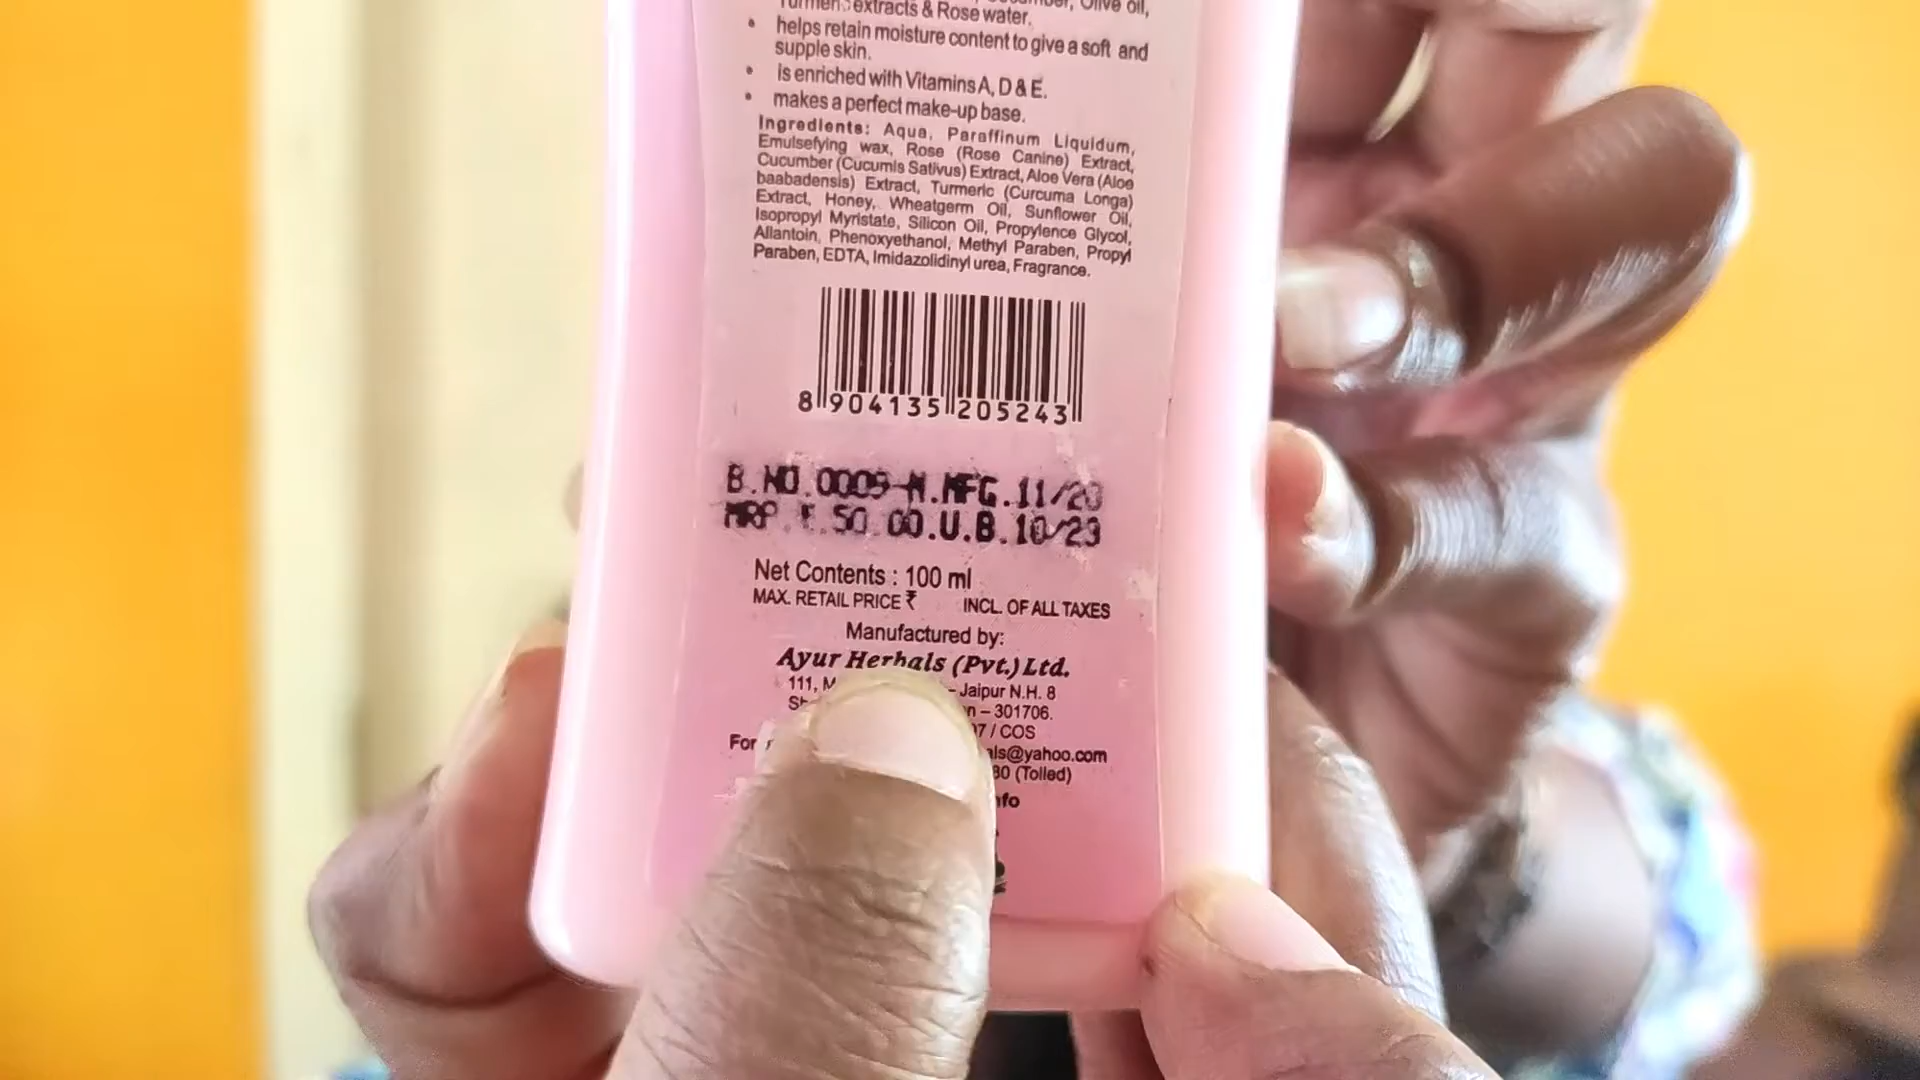 extracts & Rose water.
• helps retain moisture content to give a soft and
supple skin.
• is enriched with Vitamins A, D & E.
• makes a perfect make-up base.
Ingredients: Aqua, Paraffinum Liquidum,
Emulsefying wax, Rose (Rose Canine) Extract,
Cucumber (Cucumis Sativus) Extract, Aloe Vera (Aloe
baabadensis) Extract, Turmeric (Curcuma Longa)
Extract, Honey, Wheatgerm Oil, Sunflower Oil,
Isopropyl Myristate, Silicon Oil, Propylence Glycol,
Allantoin, Phenoxyethanol, Methyl Paraben, Propyl
Paraben, EDTA, Imidazolidinyl urea, Fragrance.
8 904135 205243
B.NO.0009-M.MFG.11/20
MRP.₹.50.00.U.B.10/23
Net Contents : 100 ml
MAX. RETAIL PRICE ₹ INCL. OF ALL TAXES
Manufactured by:
Ayur Herbals (Pvt.) Ltd.
111, – Jaipur N.H. 8
– 301706.
/ COS
For @yahoo.com
(Tolled)